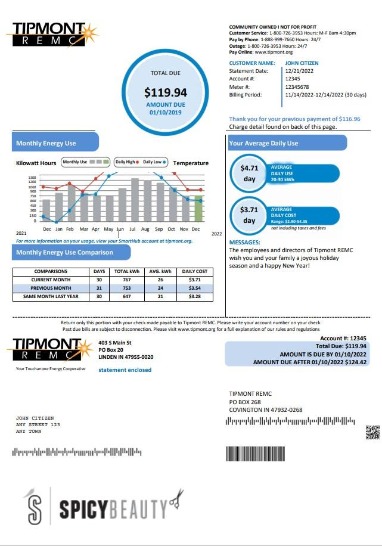 TIPMONT
REMC
COMMUNITY OWNED I NOT FOR PROFIT
Customer Service: 1-800-726-3953 Hours: M-F 8am 4:30pm
Pay by Phone: 1-888-999-7660 Hours: 24/7
Outage: 1-800-726-3953 Hours: 24/7
Pay Online: www.tipmont.org
CUSTOMER NAME: JOHN CITIZEN
Statement Date: 12/21/2022
Account #: 12345
Meter #: 12345678
Billing Period: 11/14/2022-12/14/2022 (30 days)
TOTAL DUE
$119.94
AMOUNT DUE
01/10/2019
Thank you for your previous payment of $116.96
Charge detail found on back of this page.
Monthly Energy Use
Your Average Daily Use
Kilowatt Hours
Monthly Use
Daily High
Daily Low
Temperature
Dec Jan Feb Mar Apr May Jun July Aug Sep Oct Nov Dec
2021
2022
For more information on your usage, view your SmartHub account at tipmont.org.
$4.71
day
AVERAGE
DAILY USE
$3.71
day
AVERAGE
DAILY COST
not including taxes and fees
Monthly Energy Use Comparison
COMPARISONS DAYS TOTAL kWh AVG. kWh DAILY COST
CURRENT MONTH 30 767 26 $3.71
PREVIOUS MONTH 31 753 24 $3.54
SAME MONTH LAST YEAR 30 647 21 $3.28
MESSAGES:
The employees and directors of Tipmont REMC
wish you and your family a joyous holiday
season and a happy New Year!
Return only this portion with your check made payable to Tipmont REMC. Please write your account number on your check
Past due bills are subject to disconnection. Please visit www.tipmont.org for a full explanation of our rules and regulations
TIPMONT
REMC
Your Touchstone Energy Cooperative
403 S Main St
PO Box 20
LINDEN IN 47955-0020
statement enclosed
Account #: 12345
Total Due: $119.94
AMOUNT IS DUE BY 01/10/2022
AMOUNT DUE AFTER 01/10/2022 $124.42
TIPMONT REMC
PO BOX 268
COVINGTON IN 47932-0268
JOHN CITIZEN
ANY STREET 123
ANY TOWN
SPICYBEAUTY